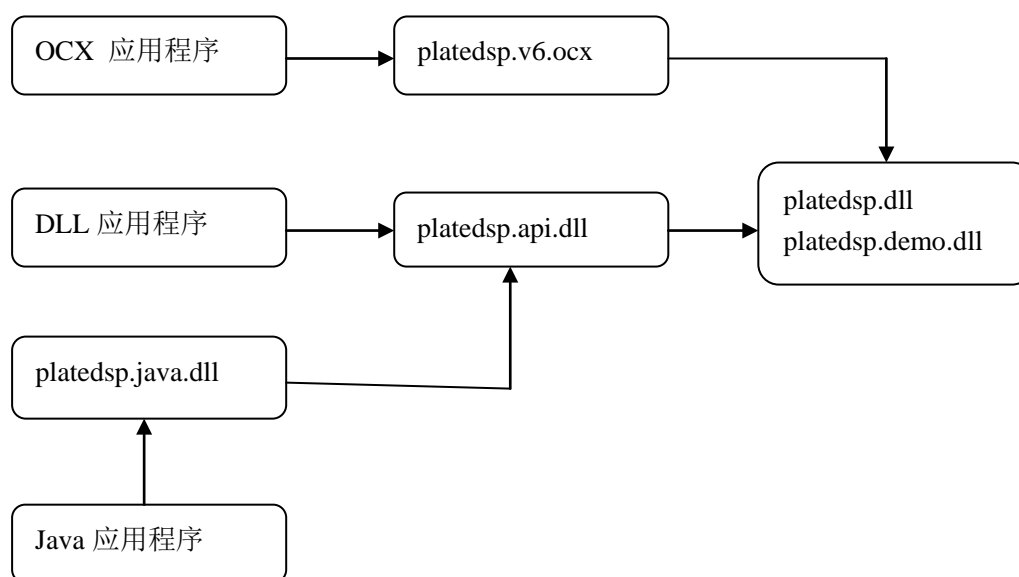 OCX 应用程序
platedsp.v6.ocx
DLL 应用程序
platedsp.api.dll
platedsp.dll
platedsp.demo.dll
platedsp.java.dll
Java 应用程序